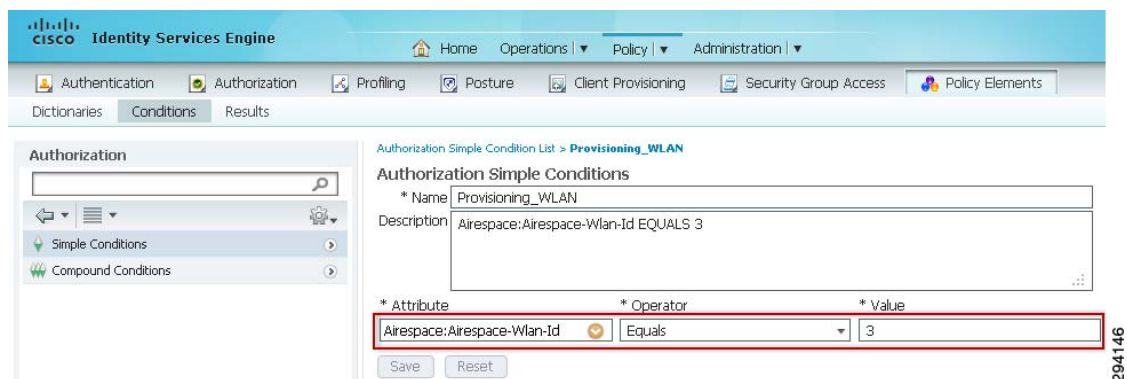 CISCO Identity Services Engine
Home Operations | Policy | Administration |
Authentication Authorization Profiling Posture Client Provisioning Security Group Access Policy Elements
Dictionaries Conditions Results
Authorization
Simple Conditions
Compound Conditions
Authorization Simple Condition List > Provisioning_WLAN
Authorization Simple Conditions
* Name Provisioning_WLAN
Description Airespace:Airespace-Wlan-Id EQUALS 3
* Attribute * Operator * Value
Airespace:Airespace-Wlan-Id Equals 3
Save Reset
294146